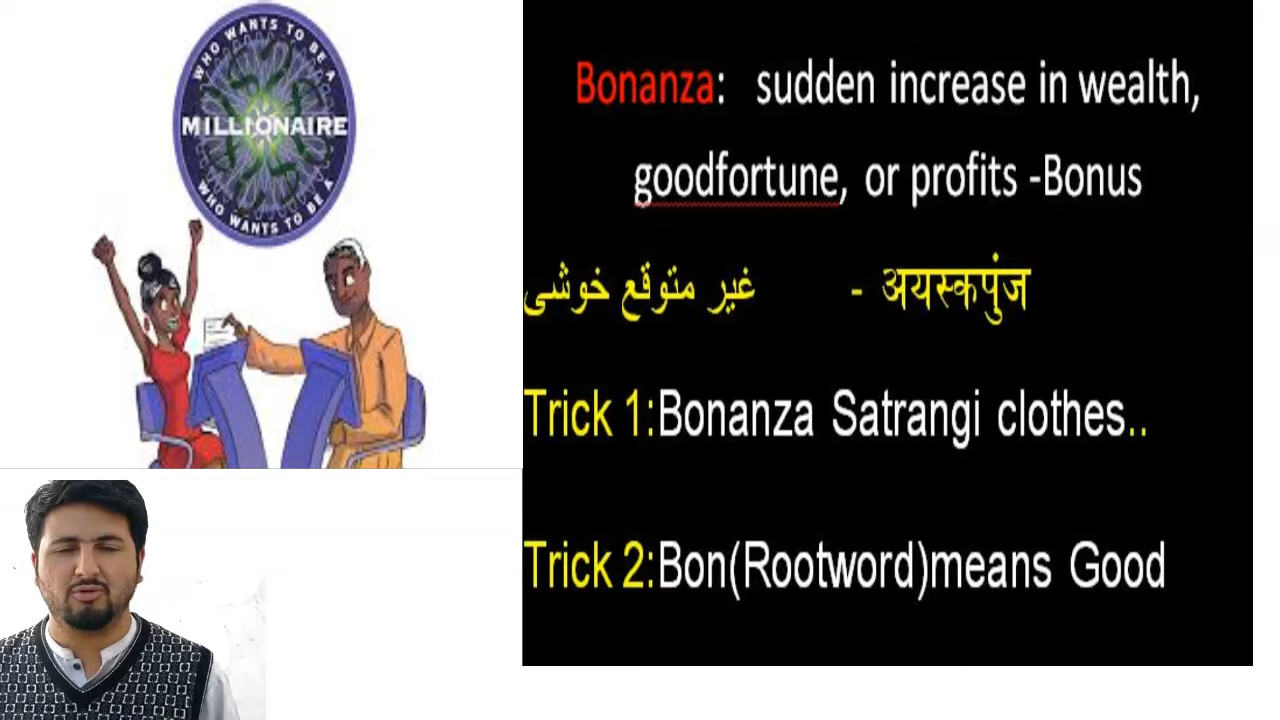 WHO WANTS TO BE A
MILLIONAIRE
WHO WANTS TO BE A
Bonanza: sudden increase in wealth,
goodfortune, or profits -Bonus
غیر متوقع خوشی - अयस्कपुंज
Trick 1:Bonanza Satrangi clothes..
Trick 2:Bon(Rootword)means Good